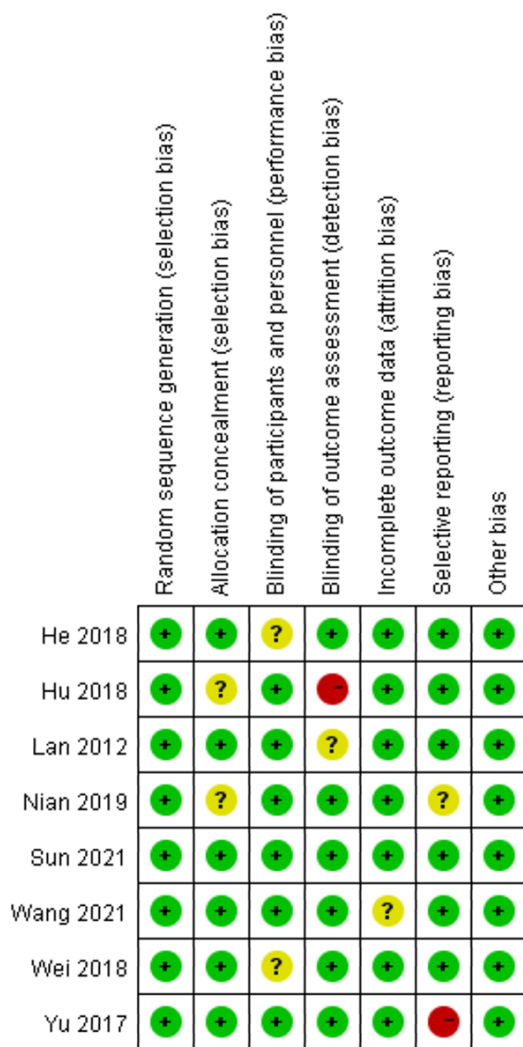 Random sequence generation (selection bias)
Allocation concealment (selection bias)
Blinding of participants and personnel (performance bias)
Blinding of outcome assessment (detection bias)
Incomplete outcome data (attrition bias)
Selective reporting (reporting bias)
Other bias
He 2018 + + ? + + + +
Hu 2018 + ? + - + + +
Lan 2012 + + + ? + + +
Nian 2019 + ? + + + ? +
Sun 2021 + + + + + + +
Wang 2021 + + + + ? + +
Wei 2018 + + ? + + + +
Yu 2017 + + + + + - +